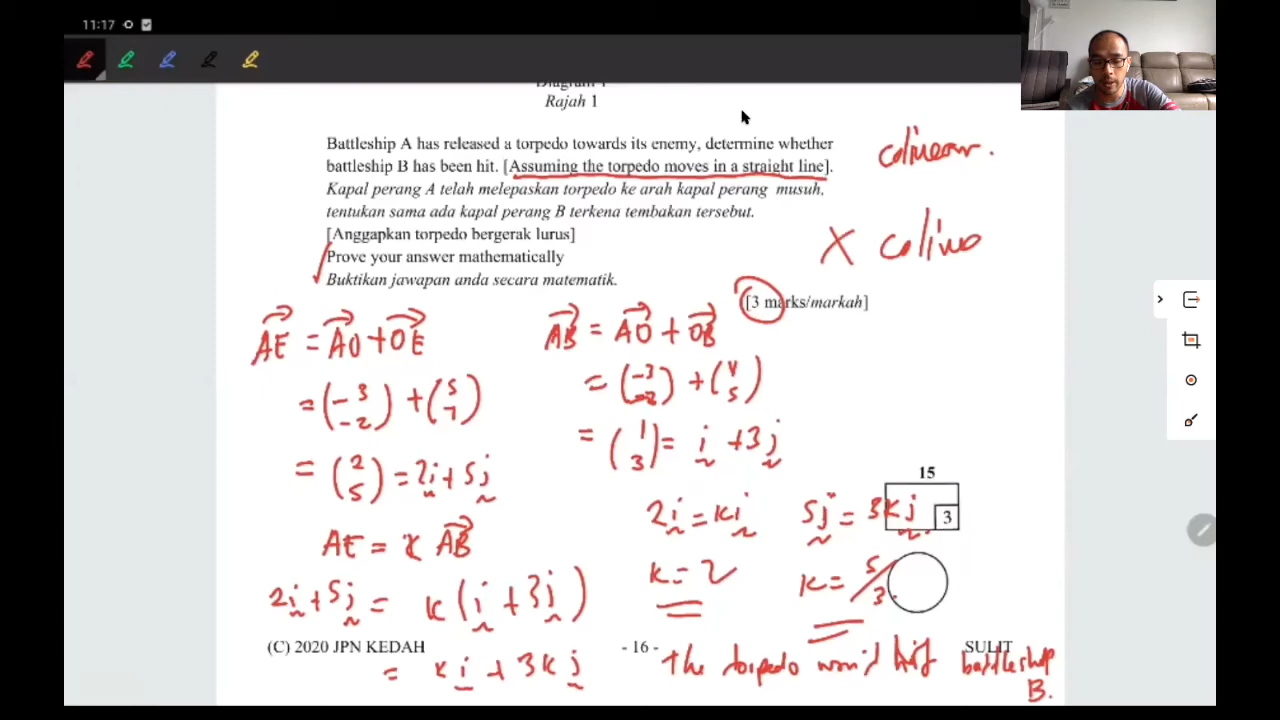 11:17
Diagram 1
Rajah 1
Battleship A has released a torpedo towards its enemy, determine whether
battleship B has been hit. [Assuming the torpedo moves in a straight line].
Kapal perang A telah melepaskan torpedo ke arah kapal perang musuh,
tentukan sama ada kapal perang B terkena tembakan tersebut.
[Anggapkan torpedo bergerak lurus]
Prove your answer mathematically
Buktikan jawapan anda secara matematik.
[3 marks/markah]
colinear.
X colinea
AE = AO + OE
= (-3 -2) + (5 7)
= (2 5) = 2i + 5j
AE = k AB
2i + 5j = k(i + 3j)
= ki + 3kj
AB = AO + OB
= (-3 -2) + (4 5)
= (1 3) = i + 3j
2i = ki
k = 2
5j = 3kj
k = 5/3
15
3
the torpedo won't hit battleship
B.
(C) 2020 JPN KEDAH
- 16 -
SULIT